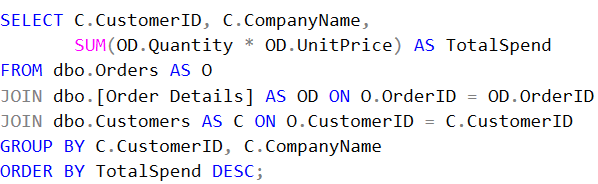 SELECT C.CustomerID, C.CompanyName,
SUM(OD.Quantity * OD.UnitPrice) AS TotalSpend
FROM dbo.Orders AS O
JOIN dbo.[Order Details] AS OD ON O.OrderID = OD.OrderID
JOIN dbo.Customers AS C ON O.CustomerID = C.CustomerID
GROUP BY C.CustomerID, C.CompanyName
ORDER BY TotalSpend DESC;